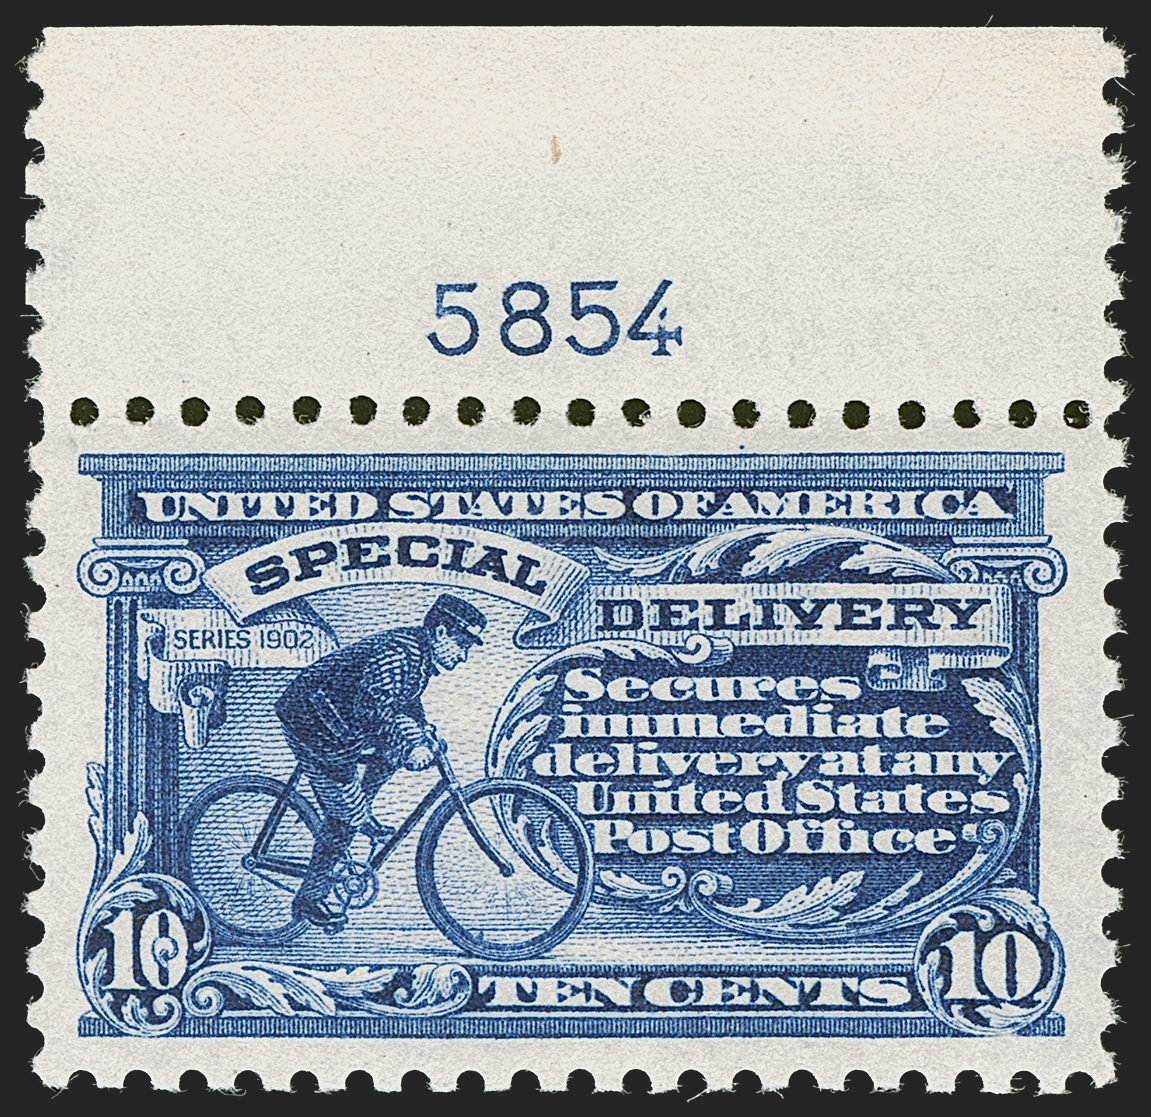 5854
UNITED STATES OF AMERICA
SPECIAL
DELIVERY
SERIES 1902
Secures
immediate
delivery at any
United States
Post Office
10
TEN CENTS
10